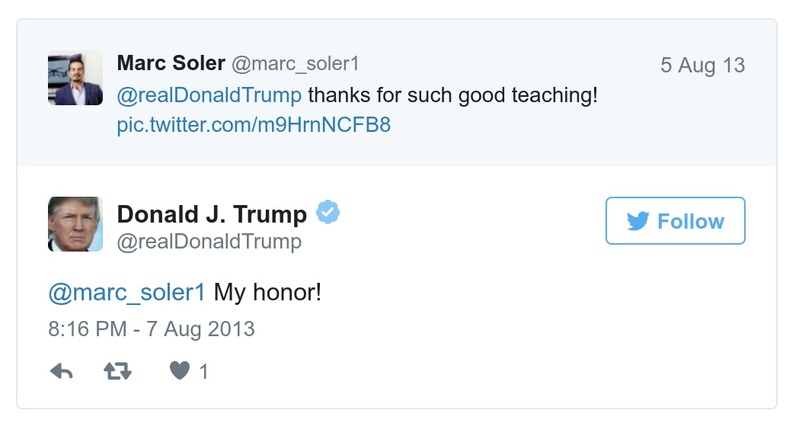 Marc Soler @marc_soler1 5 Aug 13
@realDonaldTrump thanks for such good teaching!
pic.twitter.com/m9HrnNCFB8
Donald J. Trump
Follow
@realDonaldTrump
@marc_soler1 My honor!
8:16 PM - 7 Aug 2013
1